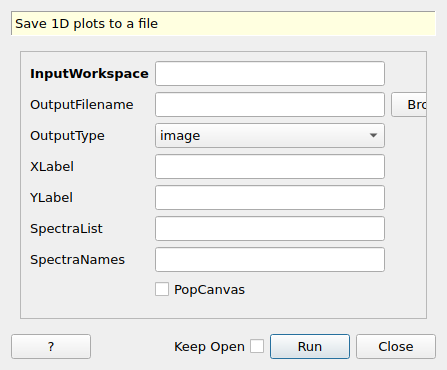 Save 1D plots to a file
InputWorkspace
OutputFilename Bro
OutputType image
XLabel
YLabel
SpectraList
SpectraNames
PopCanvas
? Keep Open Run Close